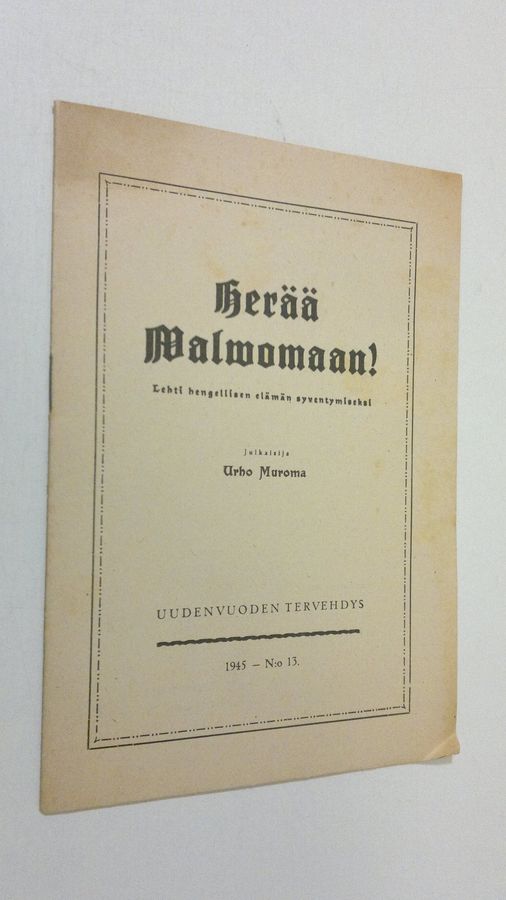 Herää
Walwomaan!
Lehti hengellisen elämän syventymiseksi
Julkaisija
Urho Muroma
UUDENVUODEN TERVEHDYS
1945 — N:o 13.